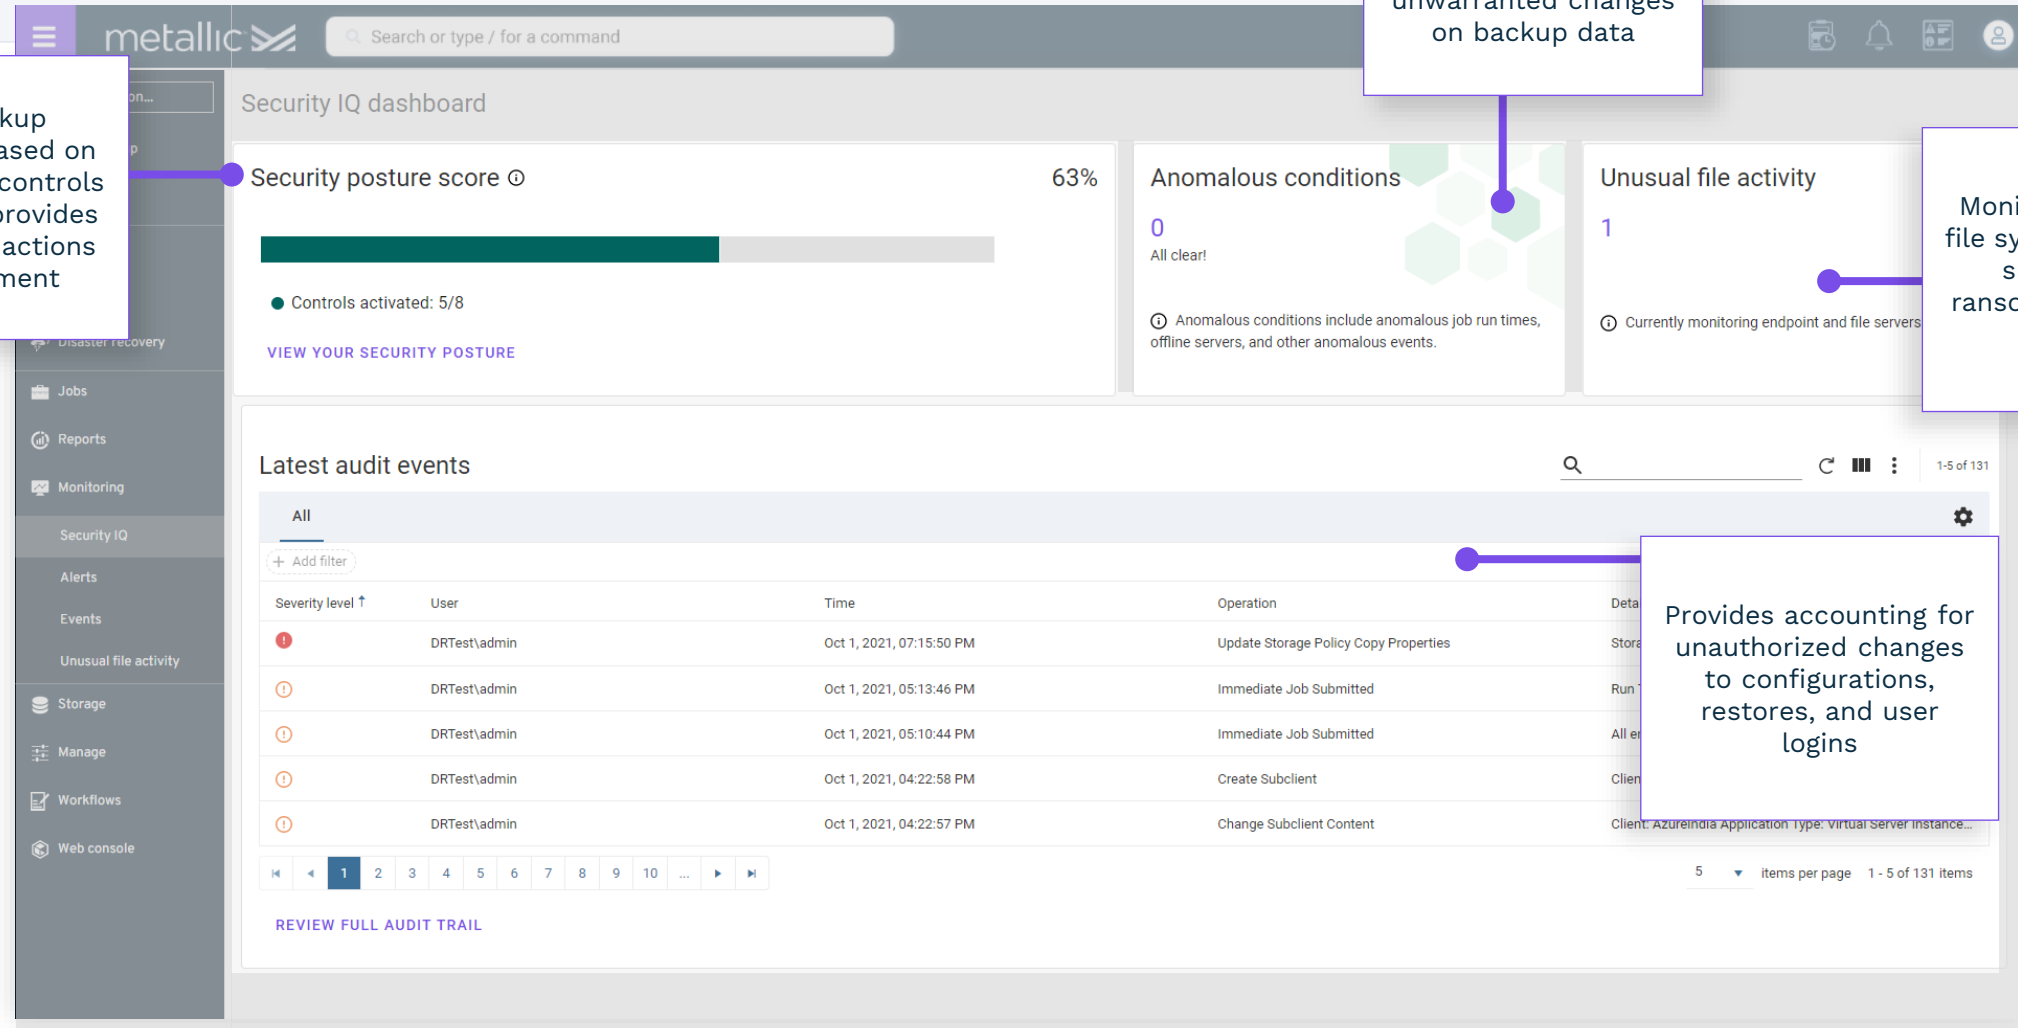 unwarranted changes
on backup data
metallic
Search or type / for a command
Security IQ dashboard
ased on
controls
provides
actions
Security posture score
63%
Controls activated: 5/8
VIEW YOUR SECURITY POSTURE
Anomalous conditions
0
All clear!
Anomalous conditions include anomalous job run times,
offline servers, and other anomalous events.
Unusual file activity
1
Currently monitoring endpoint and file servers
Disaster recovery
Jobs
Reports
Monitoring
Security IQ
Alerts
Events
Unusual file activity
Storage
Manage
Workflows
Web console
Latest audit events
1-5 of 131
All
+ Add filter
Severity level User Time Operation
DRTest\admin Oct 1, 2021, 07:15:50 PM Update Storage Policy Copy Properties
DRTest\admin Oct 1, 2021, 05:13:46 PM Immediate Job Submitted Run
DRTest\admin Oct 1, 2021, 05:10:44 PM Immediate Job Submitted All
DRTest\admin Oct 1, 2021, 04:22:58 PM Create Subclient
DRTest\admin Oct 1, 2021, 04:22:57 PM Change Subclient Content Client: AzureIndia Application Type: Virtual Server Instance...
Provides accounting for
unauthorized changes
to configurations,
restores, and user
logins
1 2 3 4 5 6 7 8 9 10 ...
5 items per page 1 - 5 of 131 items
REVIEW FULL AUDIT TRAIL